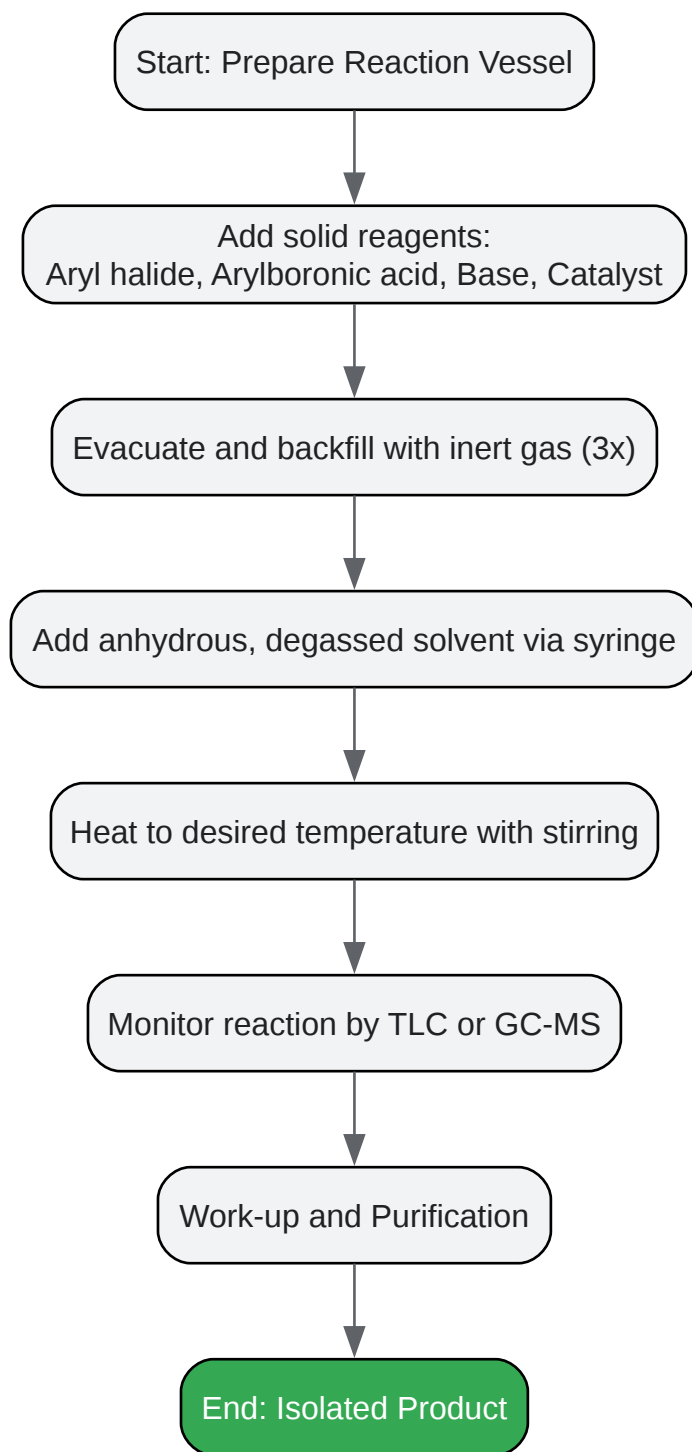 Start: Prepare Reaction Vessel
Add solid reagents:
Aryl halide, Arylboronic acid, Base, Catalyst
Evacuate and backfill with inert gas (3x)
Add anhydrous, degassed solvent via syringe
Heat to desired temperature with stirring
Monitor reaction by TLC or GC-MS
Work-up and Purification
End: Isolated Product